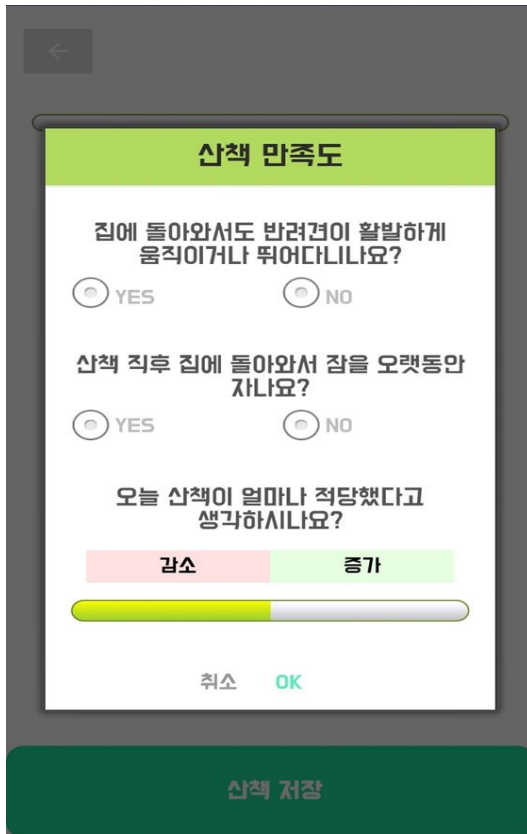 산책 만족도
집에 돌아와서도 반려견이 활발하게
움직이거나 뛰어다니나요?
YES NO
산책 직후 집에 돌아와서 잠을 오랫동안
자나요?
YES NO
오늘 산책이 얼마나 적당했다고
생각하시나요?
감소 증가
취소 OK
산책 저장